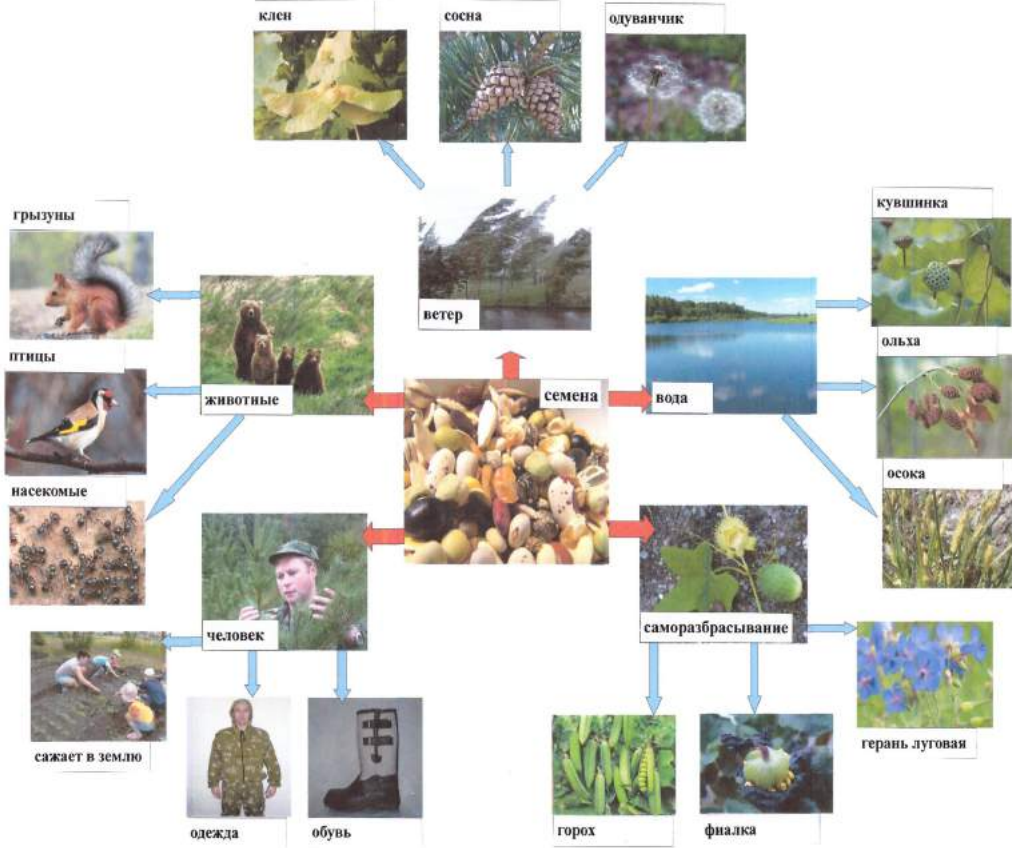 клен
сосна
одуванчик
грызуны
кувшинка
ветер
птицы
ольха
животные
семена
вода
насекомые
осока
человек
саморазбрасывание
сажает в землю
герань луговая
одежда
обувь
горох
фиалка